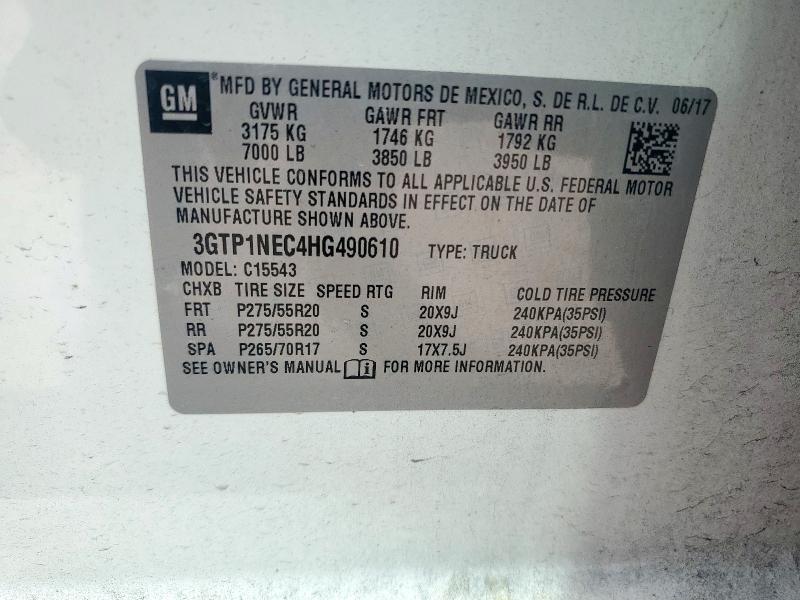 GM ® MFD BY GENERAL MOTORS DE MEXICO, S. DE R.L. DE C.V. 06/17
GVWR GAWR FRT GAWR RR
3175 KG 1746 KG 1792 KG
7000 LB 3850 LB 3950 LB
THIS VEHICLE CONFORMS TO ALL APPLICABLE U.S. FEDERAL MOTOR
VEHICLE SAFETY STANDARDS IN EFFECT ON THE DATE OF
MANUFACTURE SHOWN ABOVE.
3GTP1NEC4HG490610 TYPE: TRUCK
MODEL: C15543
CHXB TIRE SIZE SPEED RTG RIM COLD TIRE PRESSURE
FRT P275/55R20 S 20X9J 240KPA(35PSI)
RR P275/55R20 S 20X9J 240KPA(35PSI)
SPA P265/70R17 S 17X7.5J 240KPA(35PSI)
SEE OWNER'S MANUAL i FOR MORE INFORMATION.